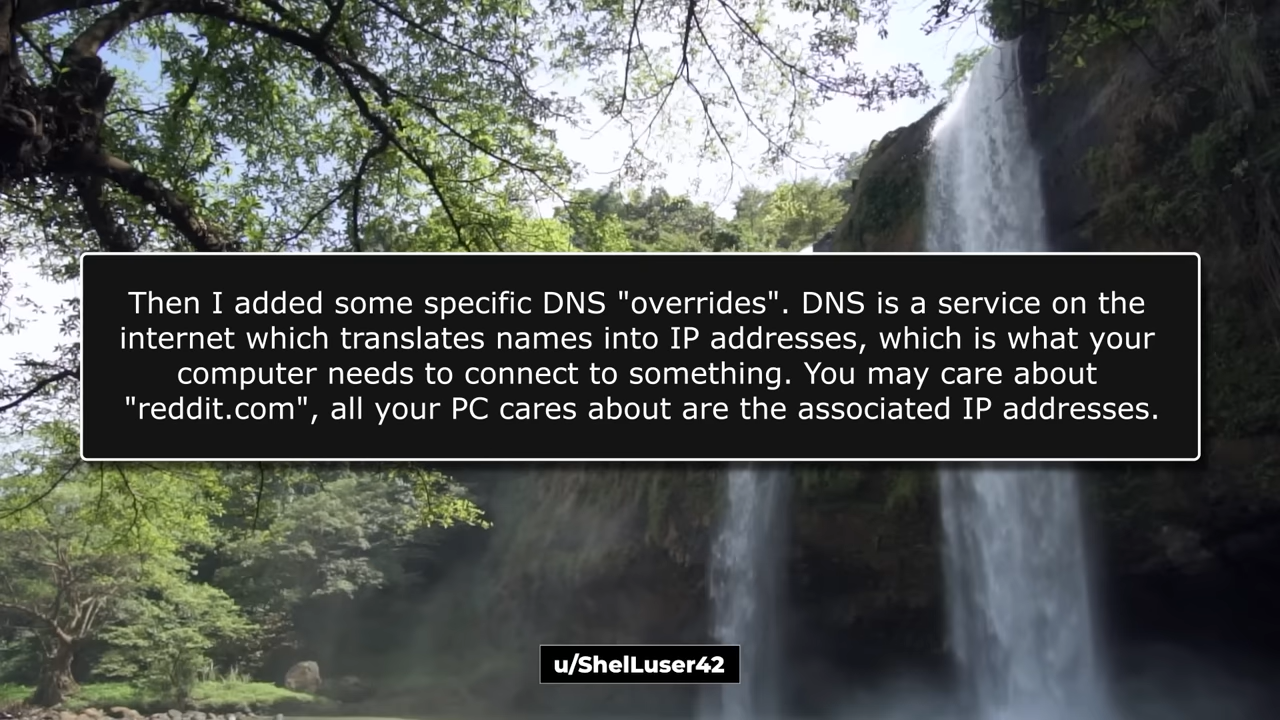 Then I added some specific DNS "overrides". DNS is a service on the
internet which translates names into IP addresses, which is what your
computer needs to connect to something. You may care about
"reddit.com", all your PC cares about are the associated IP addresses.
u/ShelLuser42